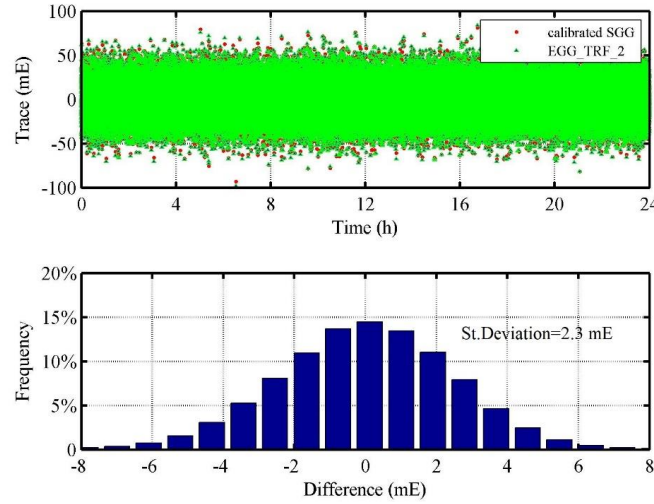 100
50
0
-50
-100
Trace (mE)
calibrated SGG
EGG_TRF_2
0 4 8 12 16 20 24
Time (h)
20%
15%
10%
5%
0
Frequency
St.Deviation=2.3 mE
-8 -6 -4 -2 0 2 4 6 8
Difference (mE)